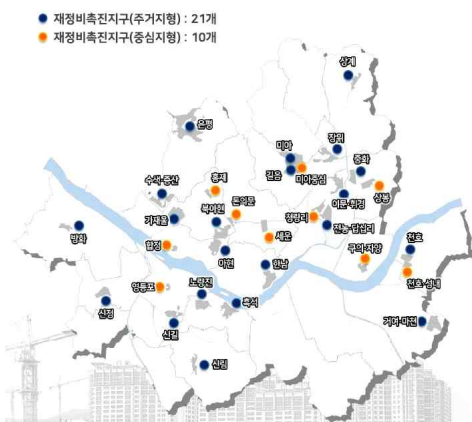 재정비촉진지구(주거지형) : 21개
재정비촉진지구(중심지형) : 10개
상계
은평
장위
미아
중화
길음
미아중심
수색·증산
홍제
상봉
이문·휘경
북아현
돈의문
가재울
청량리
전농·답십리
방화
세운
합정
구의·자양
천호
아현
한남
천호·성내
영등포
노량진
신정
흑석
거여·마천
신길
신림